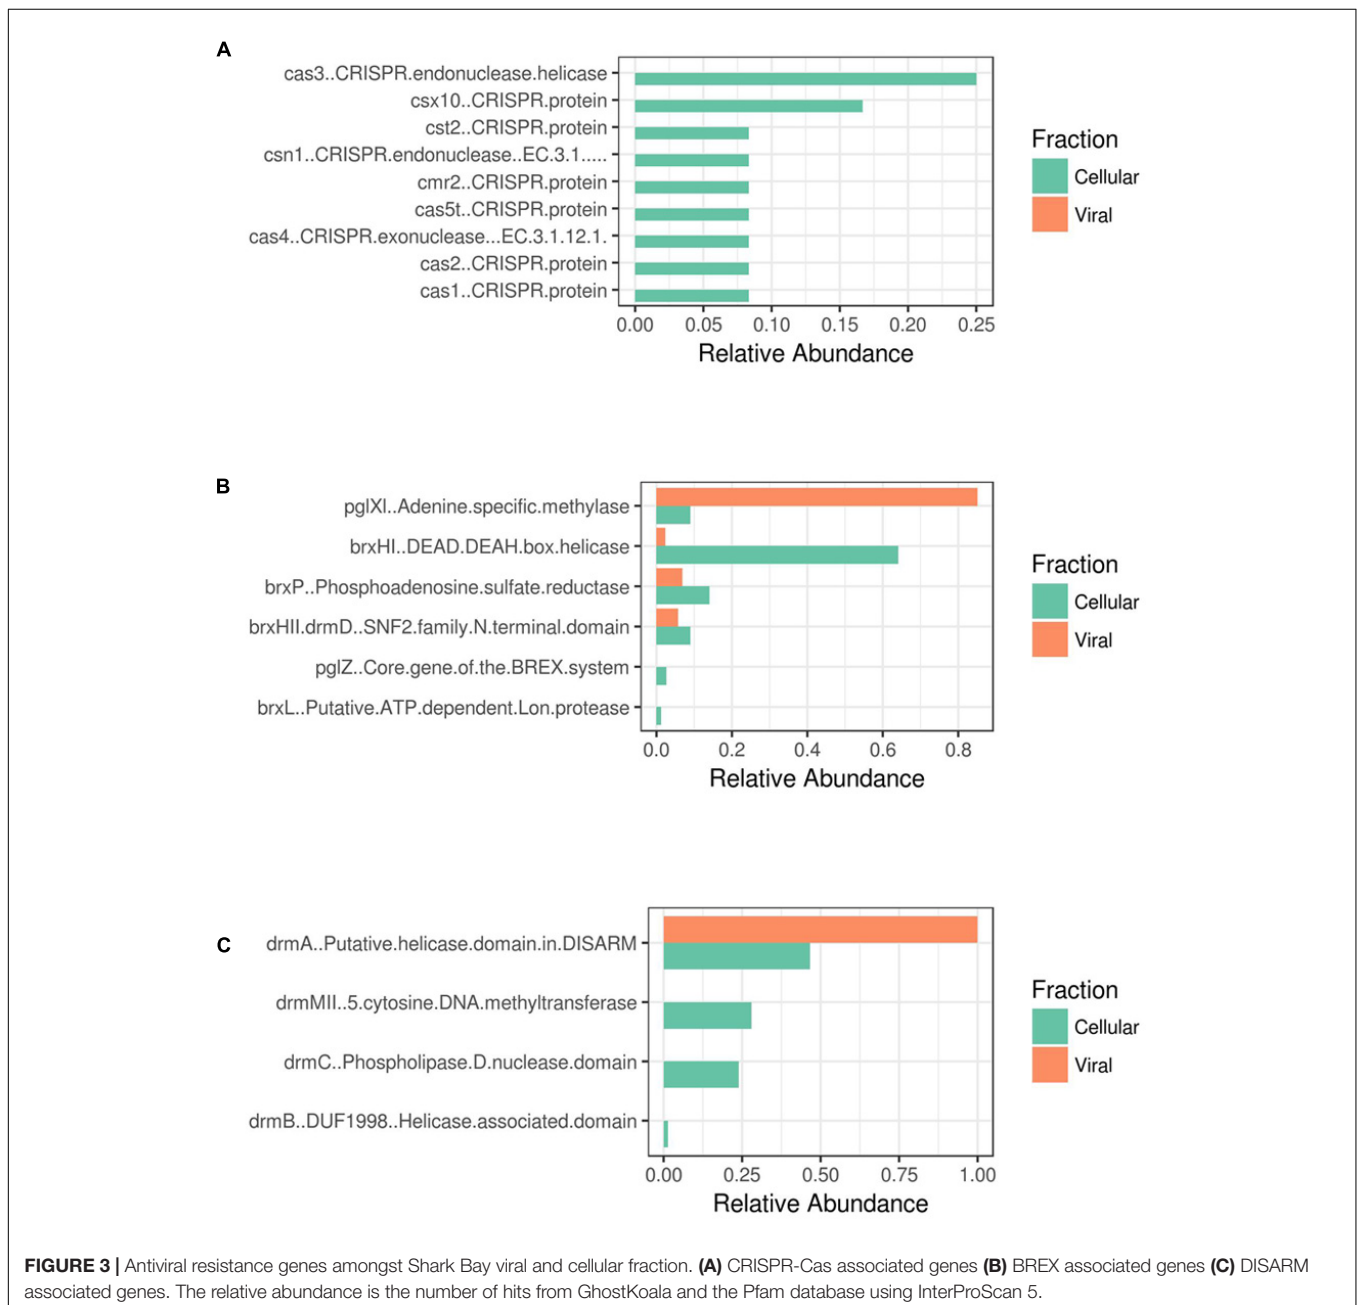 A
cas3..CRISPR.endonuclease.helicase
csx10..CRISPR.protein
cst2..CRISPR.protein
csn1..CRISPR.endonuclease..EC.3.1.....
cmr2..CRISPR.protein
cas5t..CRISPR.protein
cas4..CRISPR.exonuclease...EC.3.1.12.1.
cas2..CRISPR.protein
cas1..CRISPR.protein
0.00 0.05 0.10 0.15 0.20 0.25
Relative Abundance
Fraction
Cellular
Viral
B
pglXI..Adenine.specific.methylase
brxHI..DEAD.DEAH.box.helicase
brxP..Phosphoadenosine.sulfate.reductase
brxHII.drmD..SNF2.family.N.terminal.domain
pglZ..Core.gene.of.the.BREX.system
brxL..Putative.ATP.dependent.Lon.protease
0.0 0.2 0.4 0.6 0.8
Relative Abundance
Fraction
Cellular
Viral
C
drmA..Putative.helicase.domain.in.DISARM
drmMII..5.cytosine.DNA.methyltransferase
drmC..Phospholipase.D.nuclease.domain
drmB..DUF1998..Helicase.associated.domain
0.00 0.25 0.50 0.75 1.00
Relative Abundance
Fraction
Cellular
Viral
FIGURE 3 | Antiviral resistance genes amongst Shark Bay viral and cellular fraction. (A) CRISPR-Cas associated genes (B) BREX associated genes (C) DISARM
associated genes. The relative abundance is the number of hits from GhostKoala and the Pfam database using InterProScan 5.